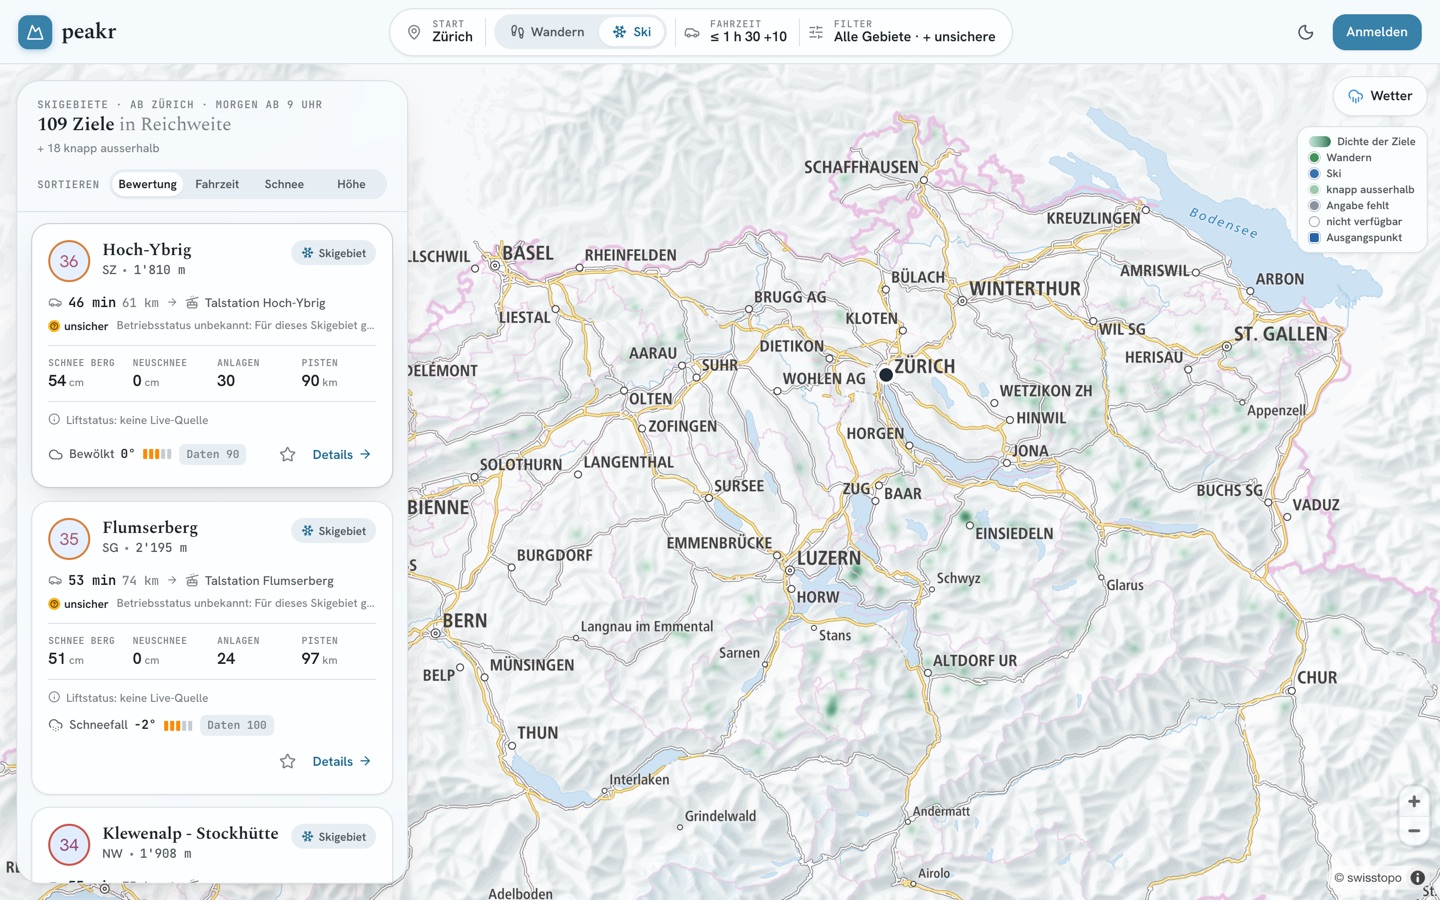 peakr
START
Zürich
Wandern
Ski
FAHRZEIT
≤ 1 h 30 +10
FILTER
Alle Gebiete · + unsichere
Anmelden
SKIGEBIETE · AB ZÜRICH · MORGEN AB 9 UHR
109 Ziele in Reichweite
+ 18 knapp ausserhalb
SORTIEREN
Bewertung
Fahrzeit
Schnee
Höhe
36
Hoch-Ybrig
SZ • 1'810 m
Skigebiet
46 min 61 km → Talstation Hoch-Ybrig
unsicher Betriebsstatus unbekannt: Für dieses Skigebiet g…
SCHNEE BERG NEUSCHNEE ANLAGEN PISTEN
54 cm 0 cm 30 90 km
Liftstatus: keine Live-Quelle
Bewölkt 0° Daten 90
Details →
35
Flumserberg
SG • 2'195 m
Skigebiet
53 min 74 km → Talstation Flumserberg
unsicher Betriebsstatus unbekannt: Für dieses Skigebiet g…
SCHNEE BERG NEUSCHNEE ANLAGEN PISTEN
51 cm 0 cm 24 97 km
Liftstatus: keine Live-Quelle
Schneefall -2° Daten 100
Details →
34
Klewenalp - Stockhütte
NW • 1'908 m
Skigebiet
Wetter
Dichte der Ziele
Wandern
Ski
knapp ausserhalb
Angabe fehlt
nicht verfügbar
Ausgangspunkt
SCHAFFHAUSEN
KREUZLINGEN
Bodensee
LLSCHWIL
BASEL
RHEINFELDEN
BÜLACH
AMRISWIL
ARBON
WINTERTHUR
BRUGG AG
LIESTAL
KLOTEN
WIL SG
ST. GALLEN
DIETIKON
AARAU
HERISAU
SUHR
ZÜRICH
DELÉMONT
WOHLEN AG
WETZIKON ZH
OLTEN
Appenzell
HINWIL
ZOFINGEN
HORGEN
JONA
SOLOTHURN
LANGENTHAL
SURSEE
ZUG
BAAR
BUCHS SG
VADUZ
BIENNE
EINSIEDELN
EMMENBRÜCKE
BURGDORF
LUZERN
S
Schwyz
Glarus
HORW
BERN
Langnau im Emmental
Stans
Sarnen
ALTDORF UR
MÜNSINGEN
BELP
CHUR
THUN
Interlaken
Andermatt
Grindelwald
Airolo
Adelboden
St.
+
−
© swisstopo